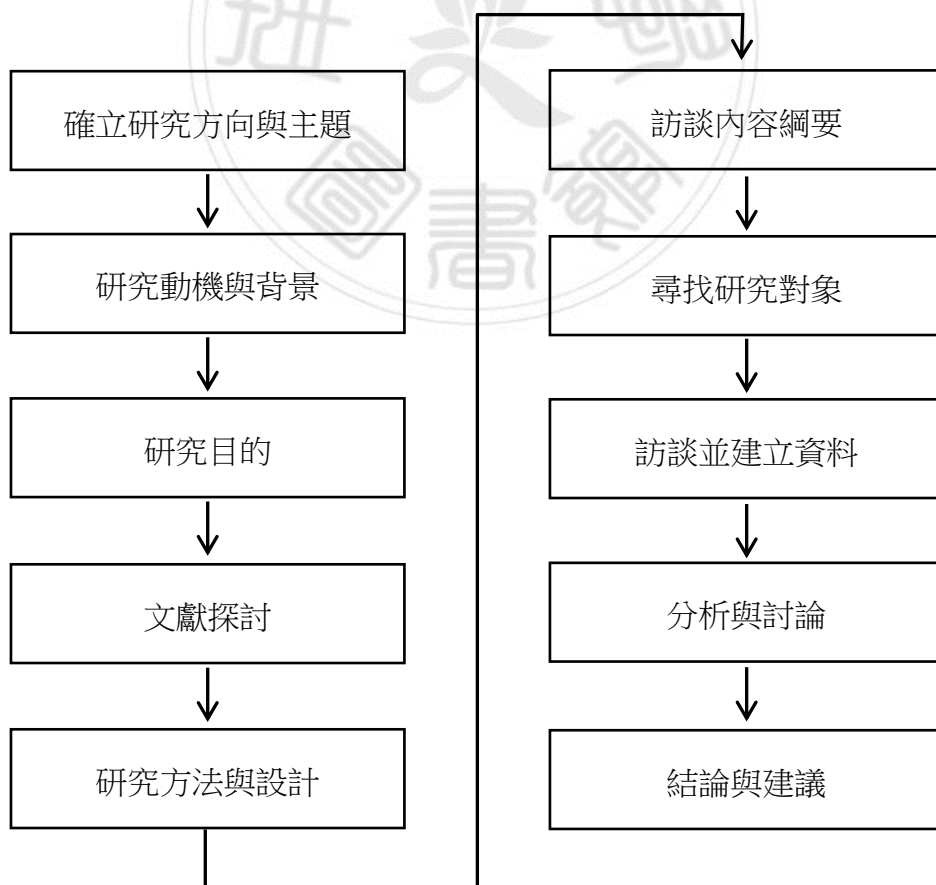 確立研究方向與主題
研究動機與背景
研究目的
文獻探討
研究方法與設計
訪談內容綱要
尋找研究對象
訪談並建立資料
分析與討論
結論與建議